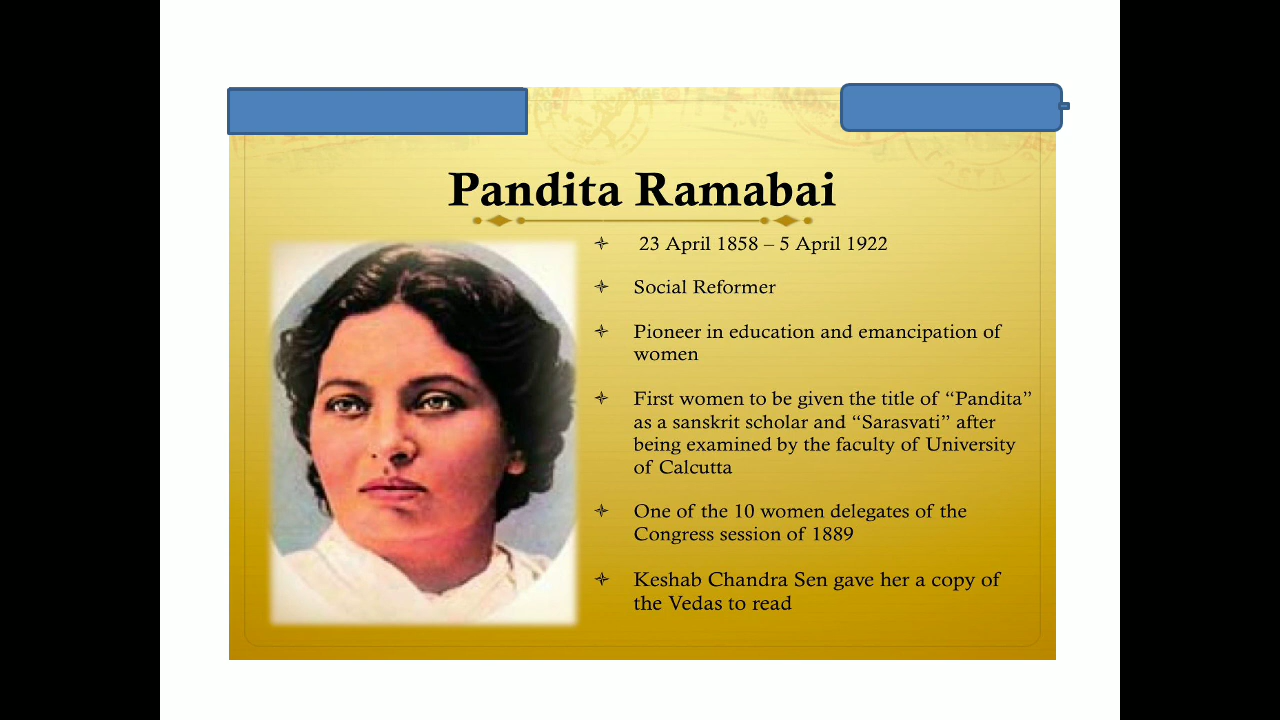 Pandita Ramabai
23 April 1858 – 5 April 1922
Social Reformer
Pioneer in education and emancipation of
women
First women to be given the title of “Pandita”
as a sanskrit scholar and “Sarasvati” after
being examined by the faculty of University
of Calcutta
One of the 10 women delegates of the
Congress session of 1889
Keshab Chandra Sen gave her a copy of
the Vedas to read